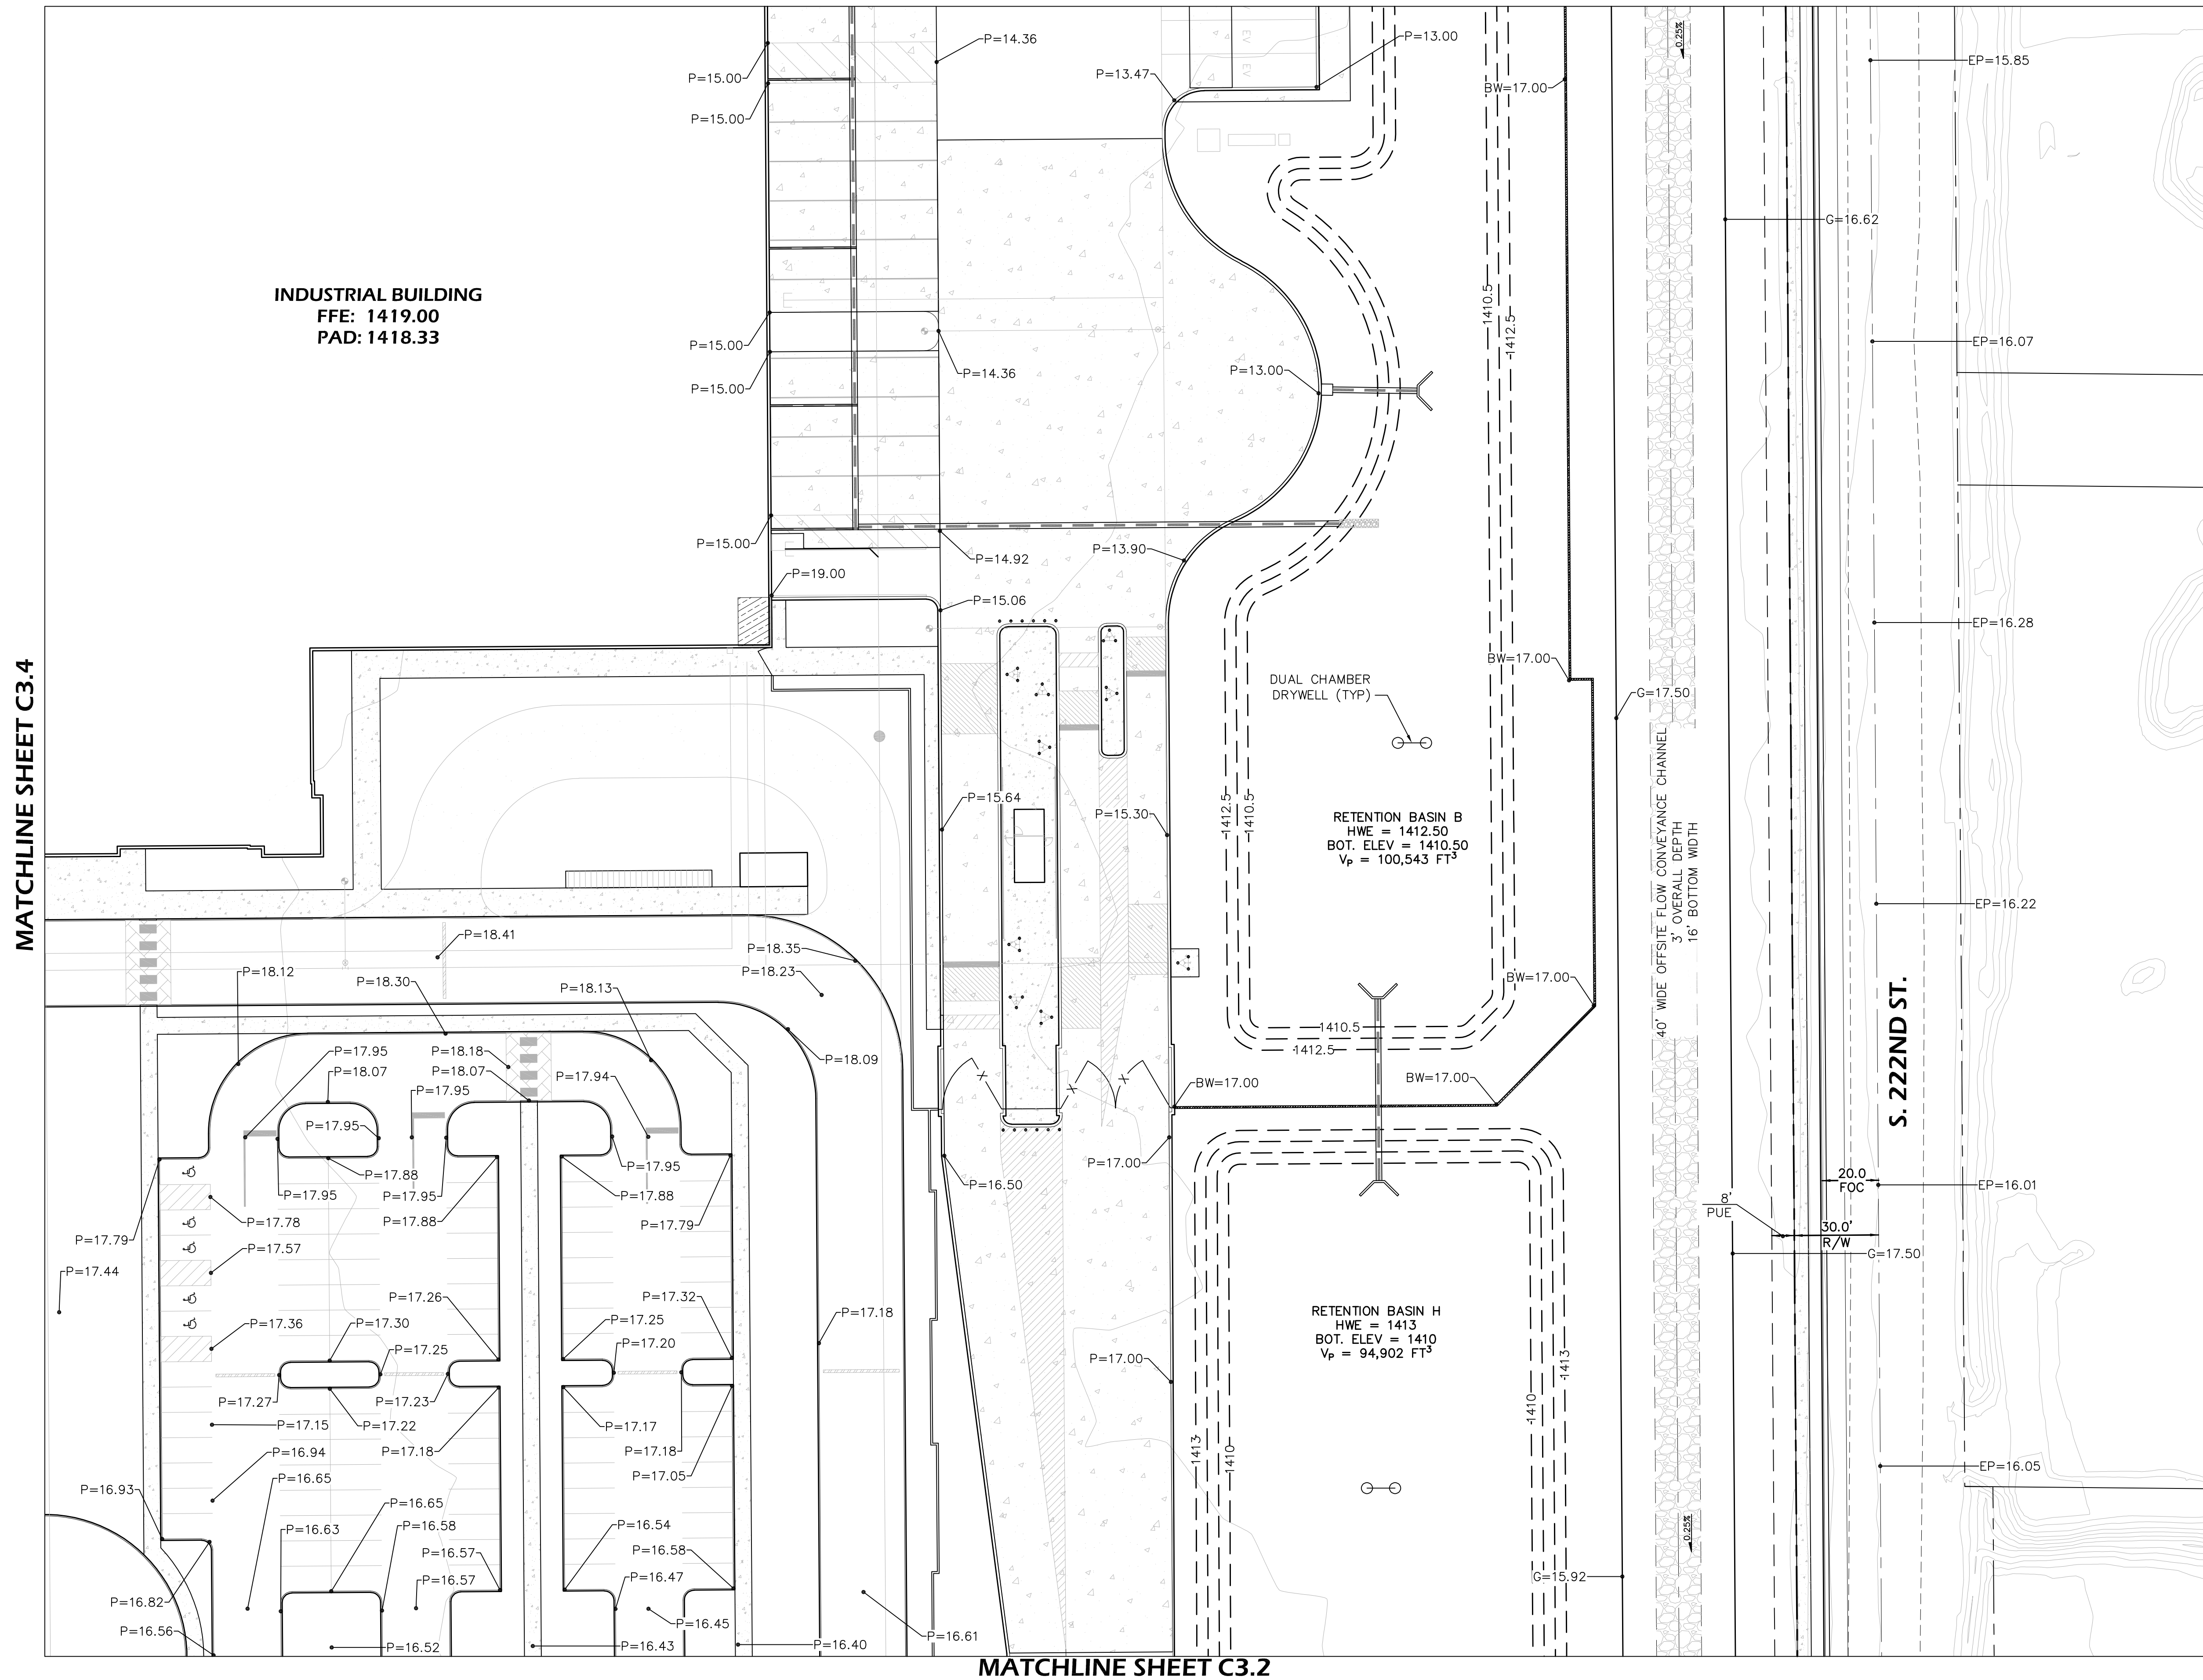 P=14.36
P=13.00
0.25%
EP=15.85
P=15.00
P=13.47
BW=17.00
P=15.00
EV
EV
G=16.62
INDUSTRIAL BUILDING
FFE: 1419.00
PAD: 1418.33
1410.5
1412.5
P=15.00
EP=16.07
P=14.36
P=13.00
P=15.00
P=15.00
P=13.90
P=14.92
P=19.00
P=15.06
EP=16.28
BW=17.00
DUAL CHAMBER
DRYWELL (TYP)
G=17.50
MATCHLINE SHEET C3.4
40' WIDE OFFSITE FLOW CONVEYANCE CHANNEL
3' OVERALL DEPTH
16' BOTTOM WIDTH
P=15.64
P=15.30
1412.5
1410.5
RETENTION BASIN B
HWE = 1412.50
BOT. ELEV = 1410.50
VP = 100,543 FT³
EP=16.22
P=18.41
P=18.35
P=18.23
P=18.12
P=18.30
P=18.13
BW=17.00
S. 222ND ST.
1410.5
1412.5
P=17.95
P=18.07
P=18.18
P=18.07
P=17.95
P=17.94
P=18.09
X
X
X
BW=17.00
BW=17.00
P=17.95
P=17.88
P=17.95
P=17.95
P=17.95
P=17.88
P=17.88
P=17.79
P=17.00
P=16.50
20.0
FOC
EP=16.01
8'
PUE
30.0'
R/W
G=17.50
P=17.78
P=17.79
P=17.57
P=17.44
P=17.26
P=17.32
P=17.36
P=17.30
P=17.25
P=17.25
P=17.20
P=17.18
P=17.00
RETENTION BASIN H
HWE = 1413
BOT. ELEV = 1410
VP = 94,902 FT³
1413
1410
P=17.27
P=17.23
P=17.15
P=17.22
P=17.17
P=16.94
P=17.18
P=17.18
P=17.05
1413
1410
EP=16.05
P=16.93
P=16.65
P=16.65
P=16.63
P=16.58
P=16.54
P=16.57
P=16.58
P=16.57
P=16.47
0.25%
G=15.92
P=16.82
P=16.45
P=16.56
P=16.52
P=16.43
P=16.40
P=16.61
MATCHLINE SHEET C3.2